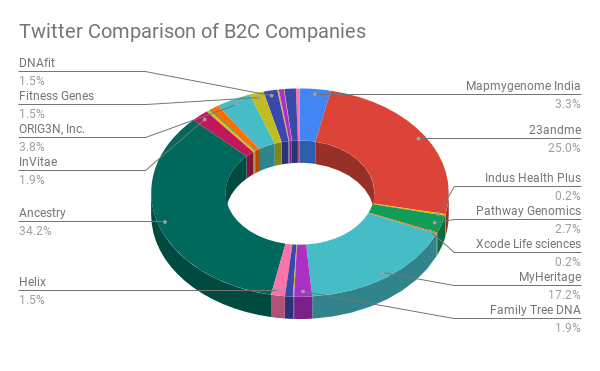 Twitter Comparison of B2C Companies
DNAfit
1.5%
Fitness Genes
1.5%
ORIG3N, Inc.
3.8%
InVitae
1.9%
Ancestry
34.2%
Helix
1.5%
Mapmygenome India
3.3%
23andme
25.0%
Indus Health Plus
0.2%
Pathway Genomics
2.7%
Xcode Life sciences
0.2%
MyHeritage
17.2%
Family Tree DNA
1.9%